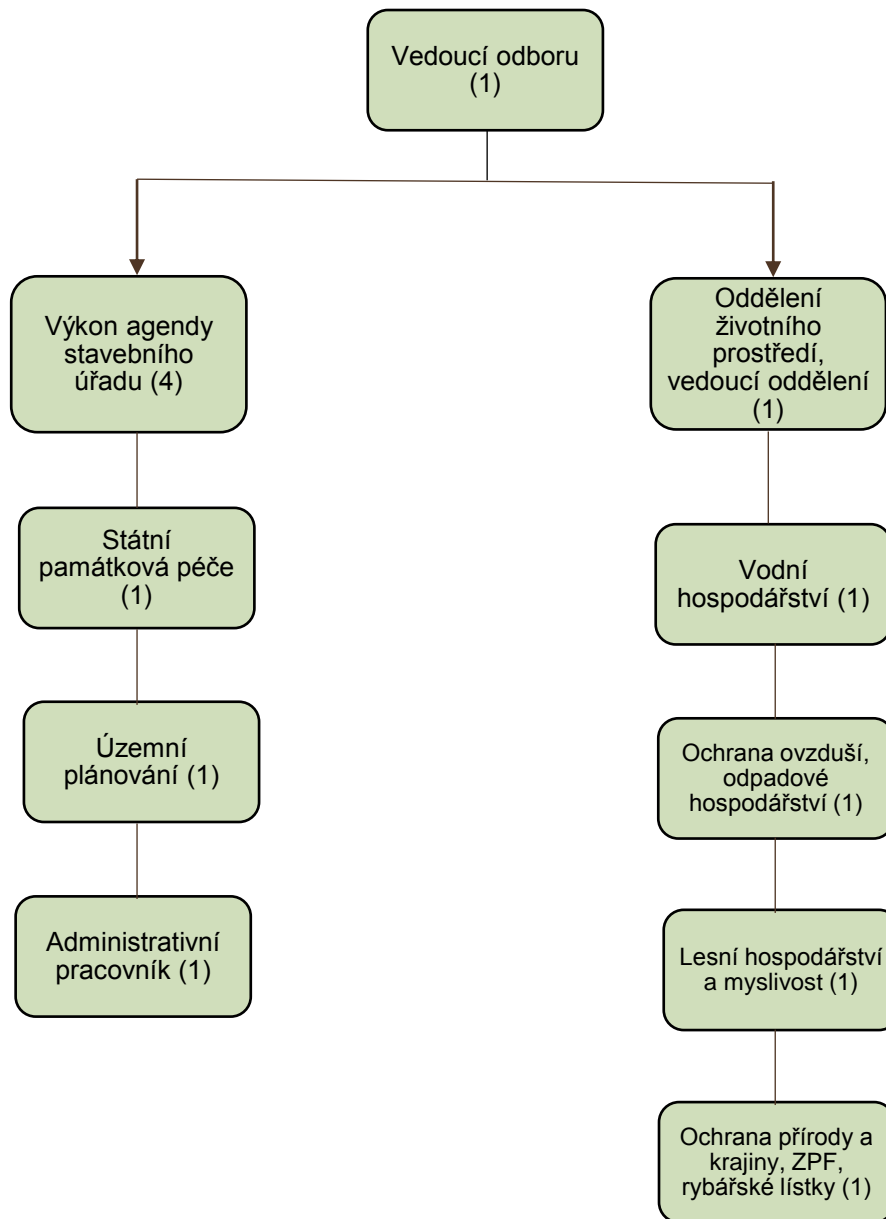 Vedoucí odboru
(1)
Výkon agendy
stavebního
úřadu (4)
Státní
památková péče
(1)
Územní
plánování (1)
Administrativní
pracovník (1)
Oddělení
životního
prostředí,
vedoucí oddělení
(1)
Vodní
hospodářství (1)
Ochrana ovzduší,
odpadové
hospodářství (1)
Lesní hospodářství
a myslivost (1)
Ochrana přírody a
krajiny, ZPF,
rybářské lístky (1)